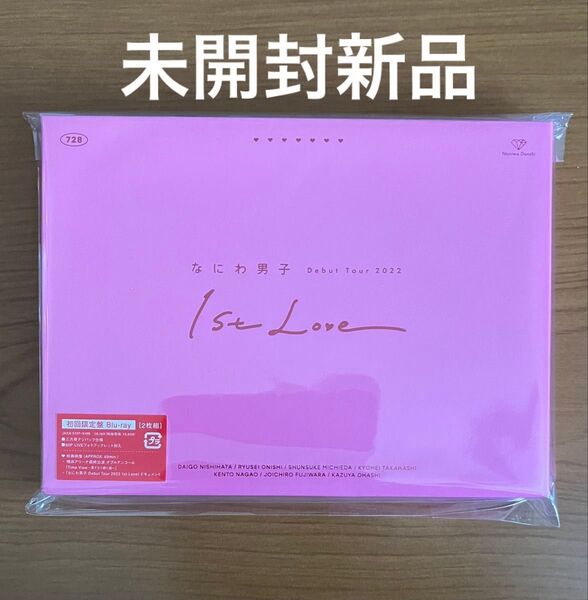 未開封新品
728
Naniwa Danshi
なにわ男子 Debut Tour 2022
1st Love
初回限定盤 Blu-ray [2枚組]
DAIGO NISHIHATA / RYUSEI ONISHI / SHUNSUKE MICHIEDA / KYOHEI TAKAHASHI
KENTO NAGAO / JOICHIRO FUJIWARA / KAZUYA OHASHI